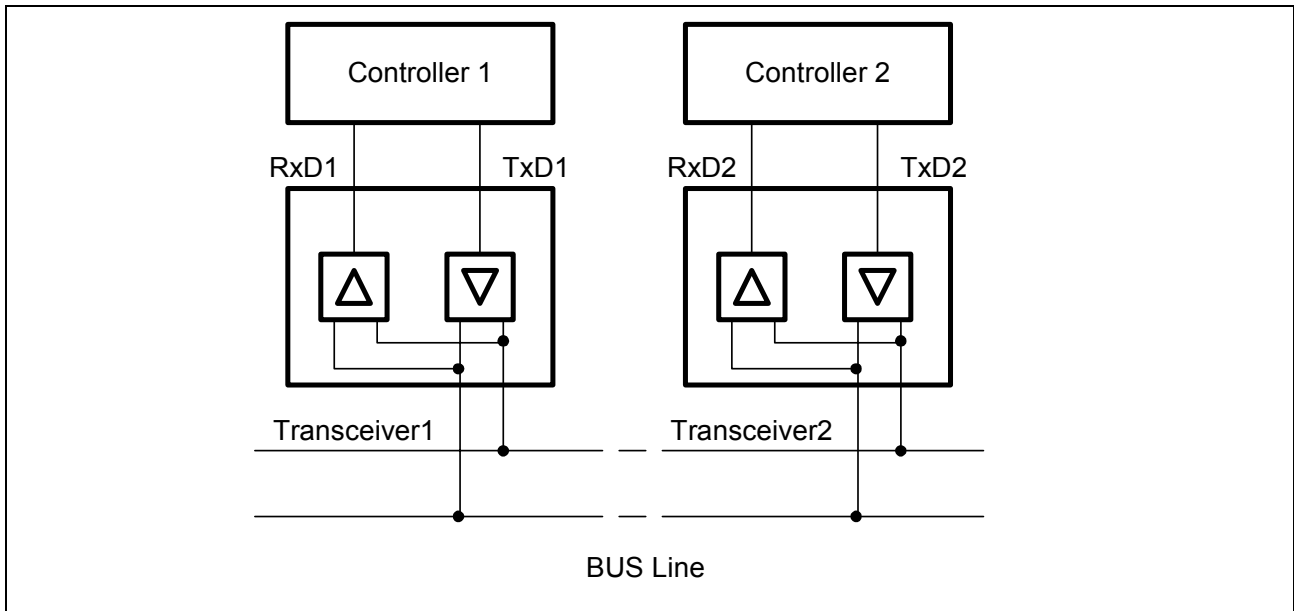 Controller 1
Controller 2
RxD1
TxD1
RxD2
TxD2
Transceiver1
Transceiver2
BUS Line